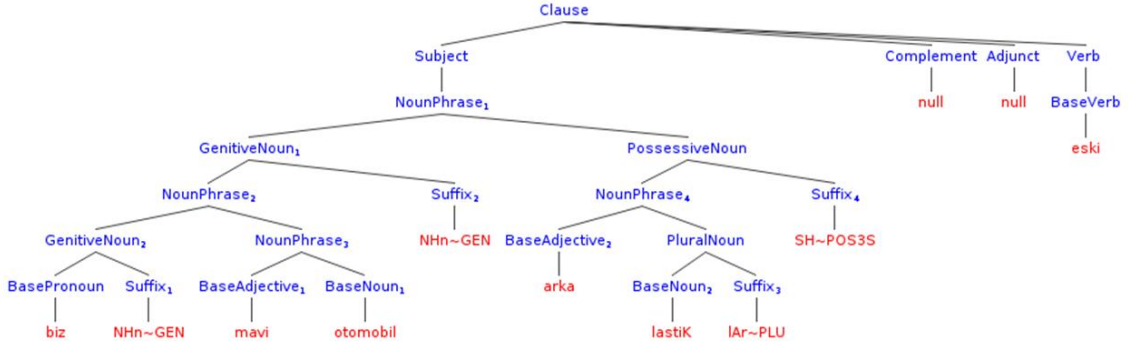 Clause
Subject Complement Adjunct Verb
NounPhrase₁ null null BaseVerb
GenitiveNoun₁ PossessiveNoun eski
NounPhrase₂ Suffix₂ NounPhrase₄ Suffix₄
GenitiveNoun₂ NounPhrase₃ NHn~GEN BaseAdjective₂ PluralNoun SH~POS3S
BasePronoun Suffix₁ BaseAdjective₁ BaseNoun₁ arka BaseNoun₂ Suffix₃
biz NHn~GEN mavi otomobil lastiK lAr~PLU